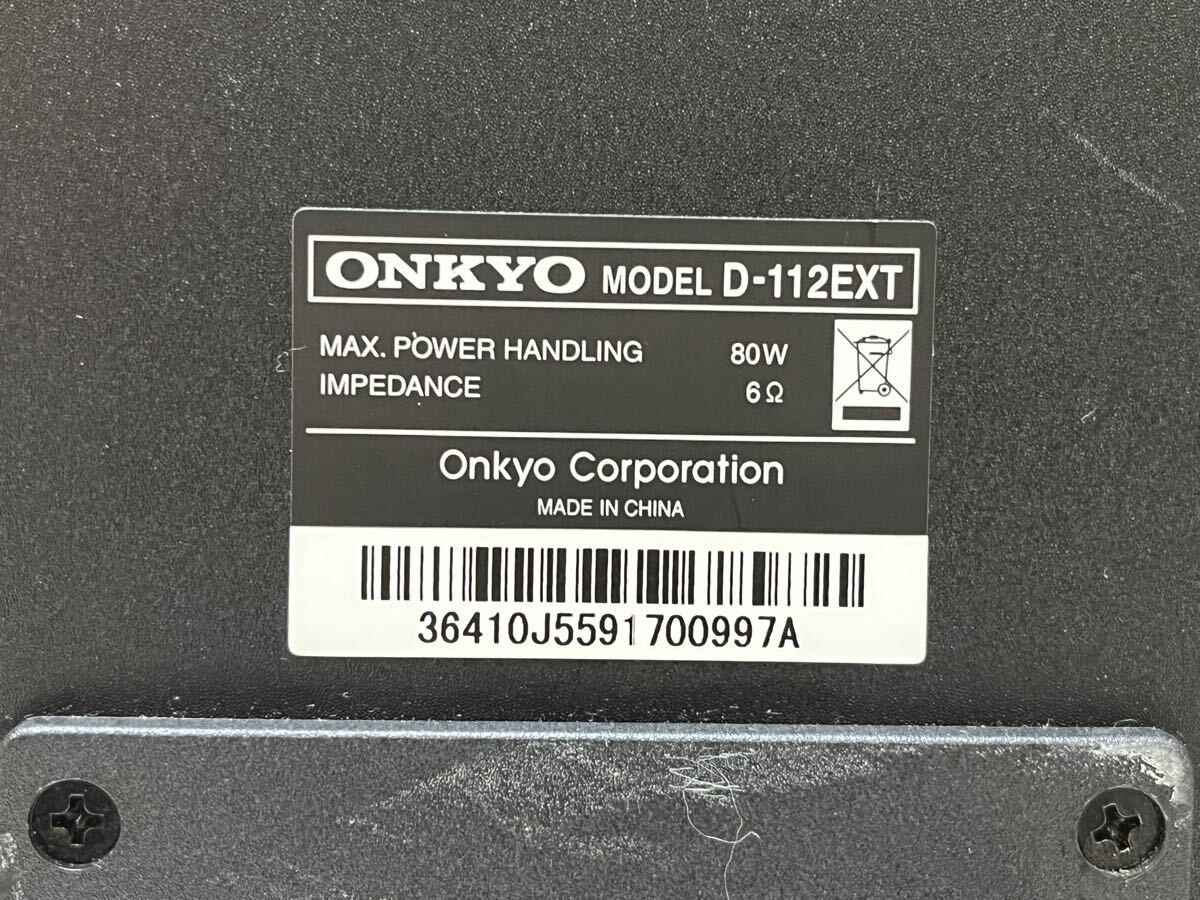 ONKYO MODEL D-112EXT
MAX. POWER HANDLING 80W
IMPEDANCE 6Ω
Onkyo Corporation
MADE IN CHINA
36410J5591700997A